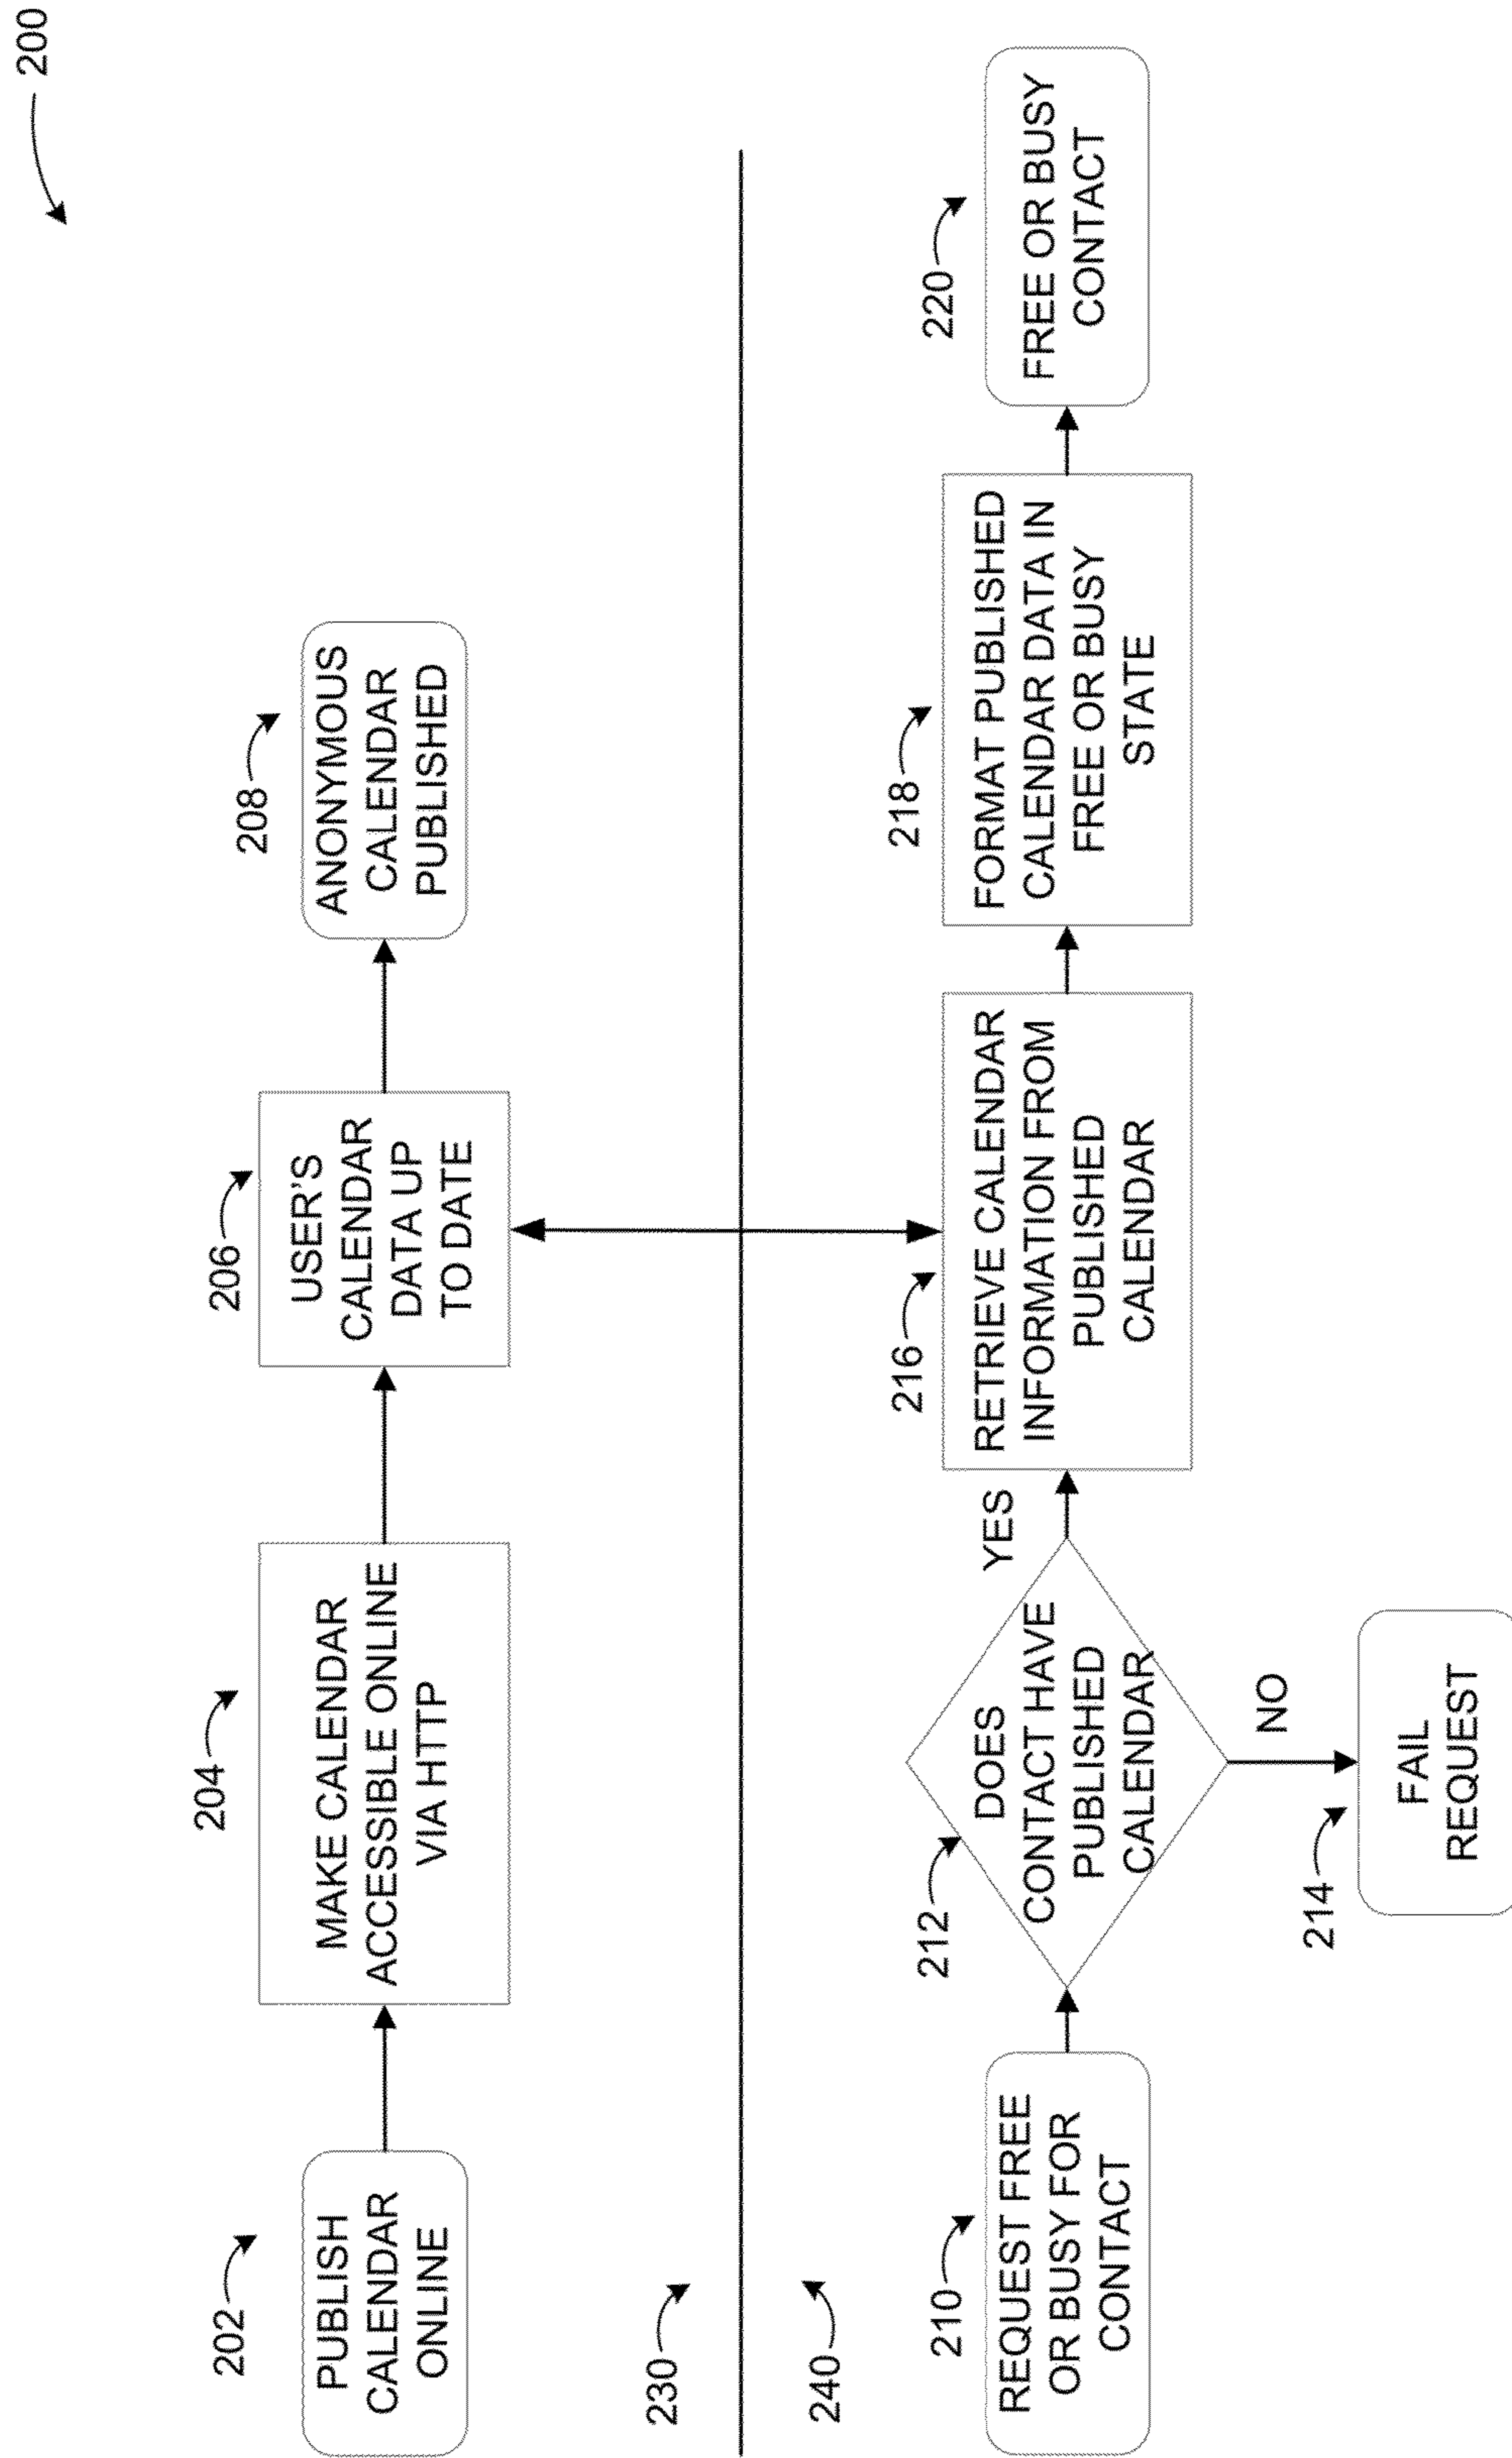 200
202
PUBLISH
CALENDAR
ONLINE
204
MAKE CALENDAR
ACCESSIBLE ONLINE
VIA HTTP
206
USER'S
CALENDAR
DATA UP
TO DATE
208
ANONYMOUS
CALENDAR
PUBLISHED
230
240
210
REQUEST FREE
OR BUSY FOR
CONTACT
212
DOES
CONTACT HAVE
PUBLISHED
CALENDAR
YES
NO
214
FAIL
REQUEST
216
RETRIEVE CALENDAR
INFORMATION FROM
PUBLISHED
CALENDAR
218
FORMAT PUBLISHED
CALENDAR DATA IN
FREE OR BUSY
STATE
220
FREE OR BUSY
CONTACT